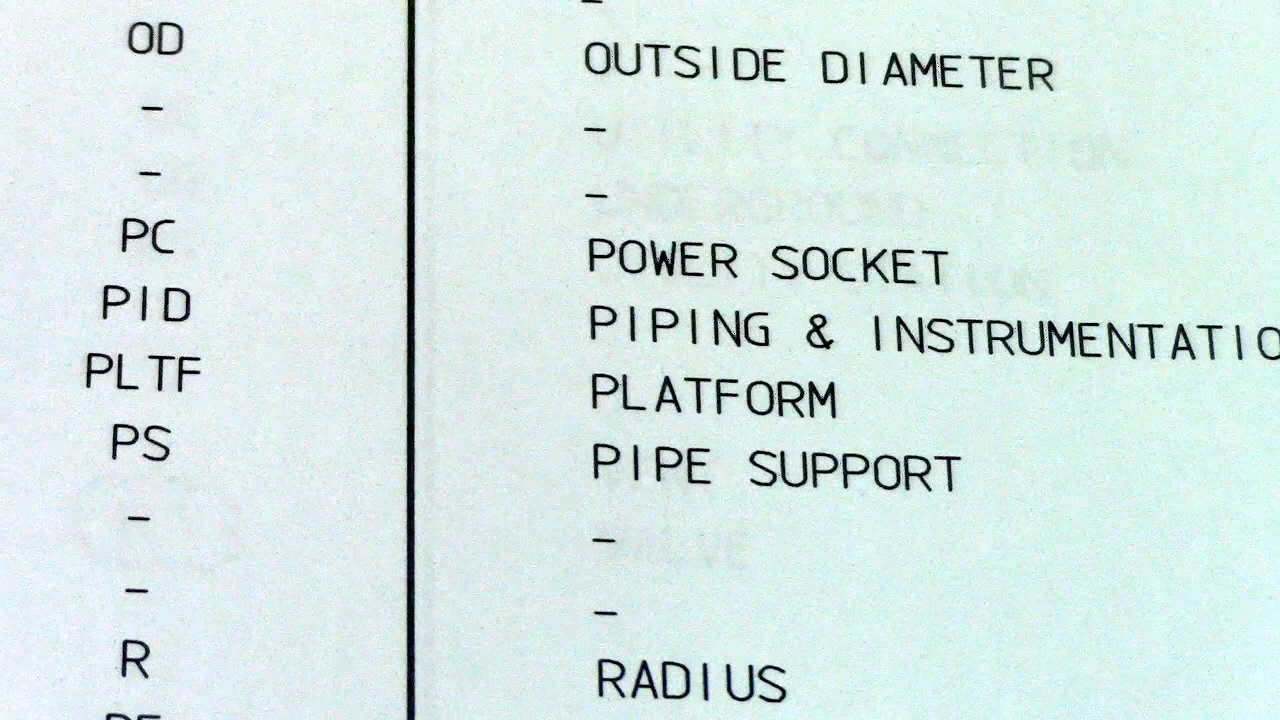 OD OUTSIDE DIAMETER
- -
- -
PC POWER SOCKET
PID PIPING & INSTRUMENTATIO
PLTF PLATFORM
PS PIPE SUPPORT
- -
- -
R RADIUS